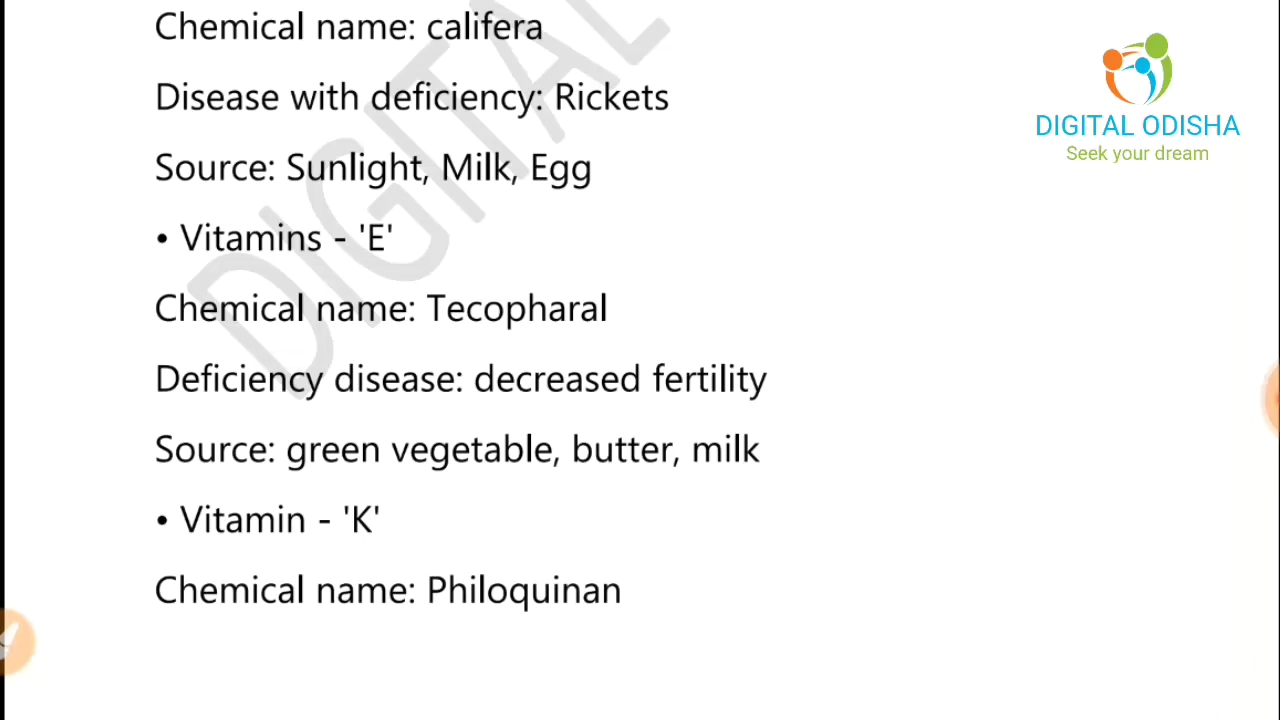 Chemical name: califera
Disease with deficiency: Rickets
Source: Sunlight, Milk, Egg
• Vitamins - 'E'
Chemical name: Tecopharal
Deficiency disease: decreased fertility
Source: green vegetable, butter, milk
• Vitamin - 'K'
Chemical name: Philoquinan
DIGITAL ODISHA
Seek your dream
DIGITAL